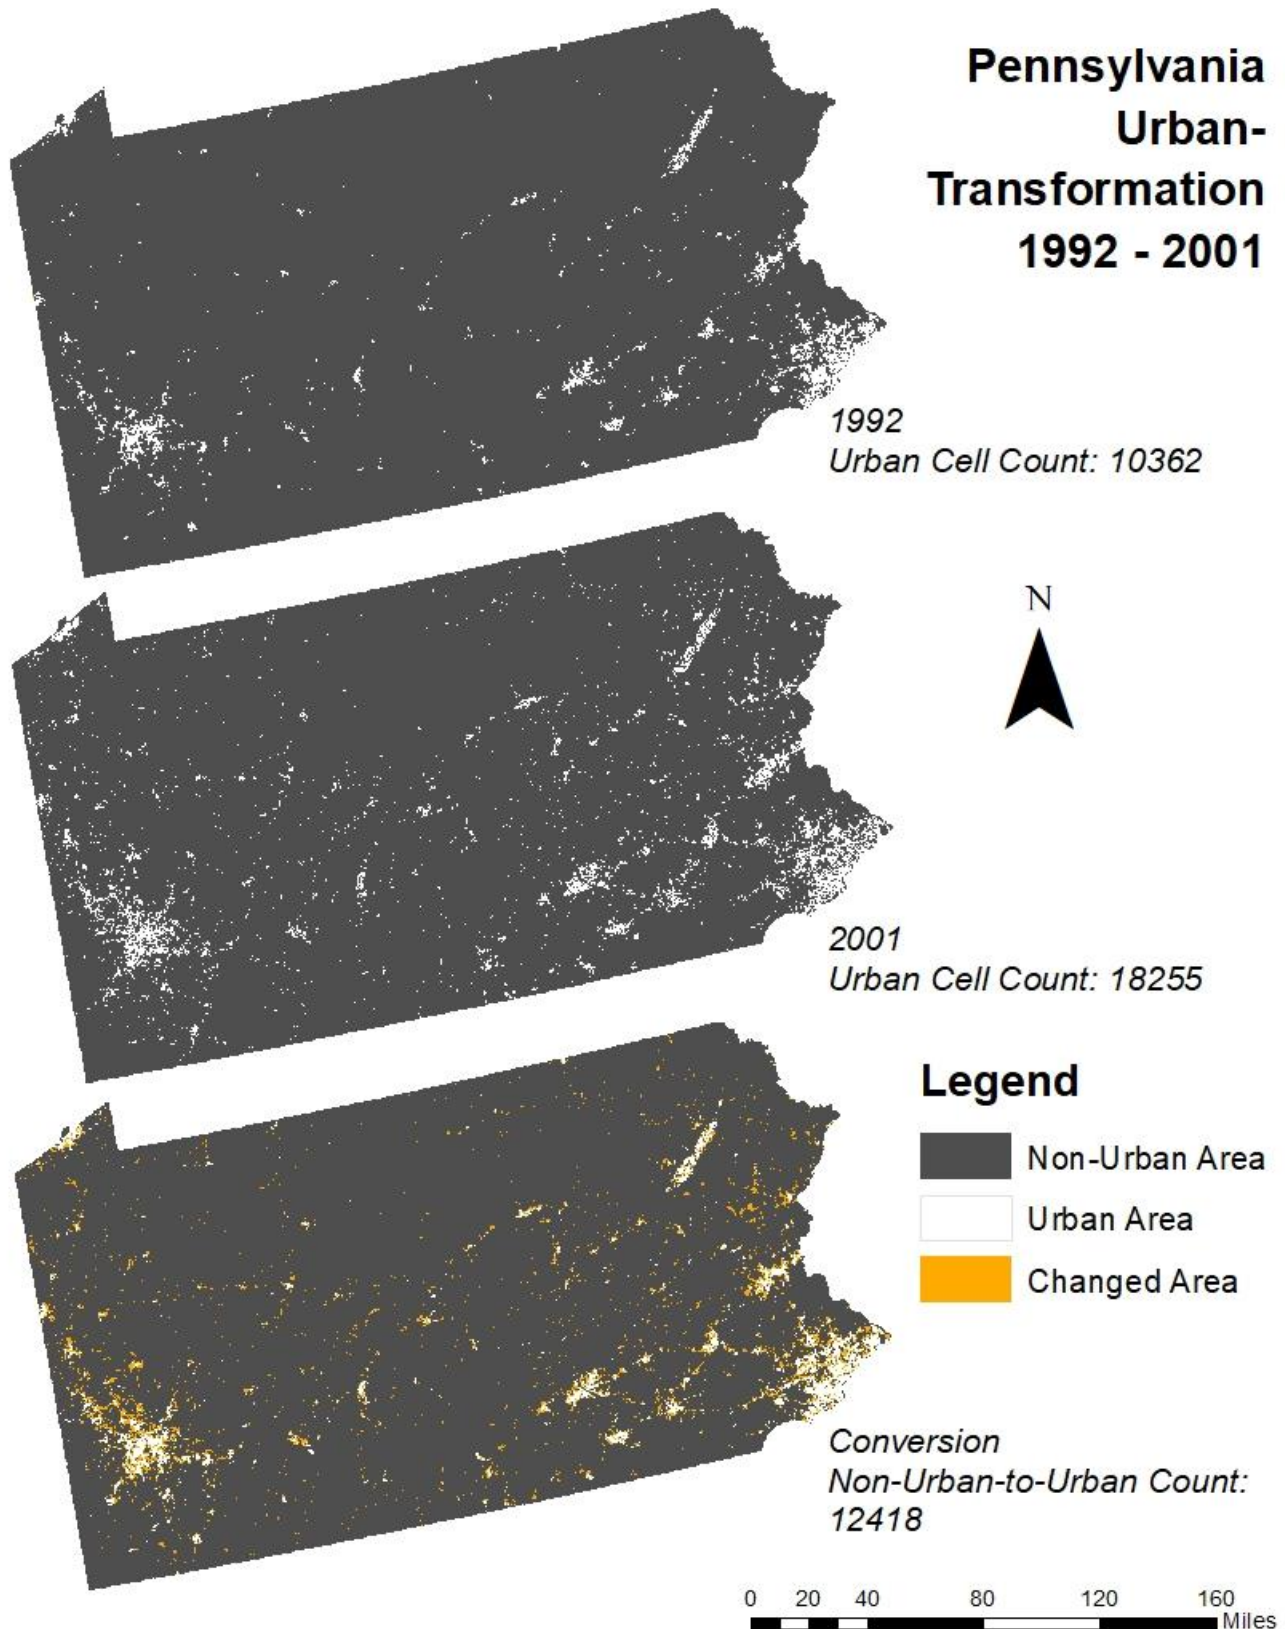 Pennsylvania
Urban-
Transformation
1992 - 2001
1992
Urban Cell Count: 10362
N
2001
Urban Cell Count: 18255
Legend
Non-Urban Area
Urban Area
Changed Area
Conversion
Non-Urban-to-Urban Count:
12418
0 20 40 80 120 160
Miles